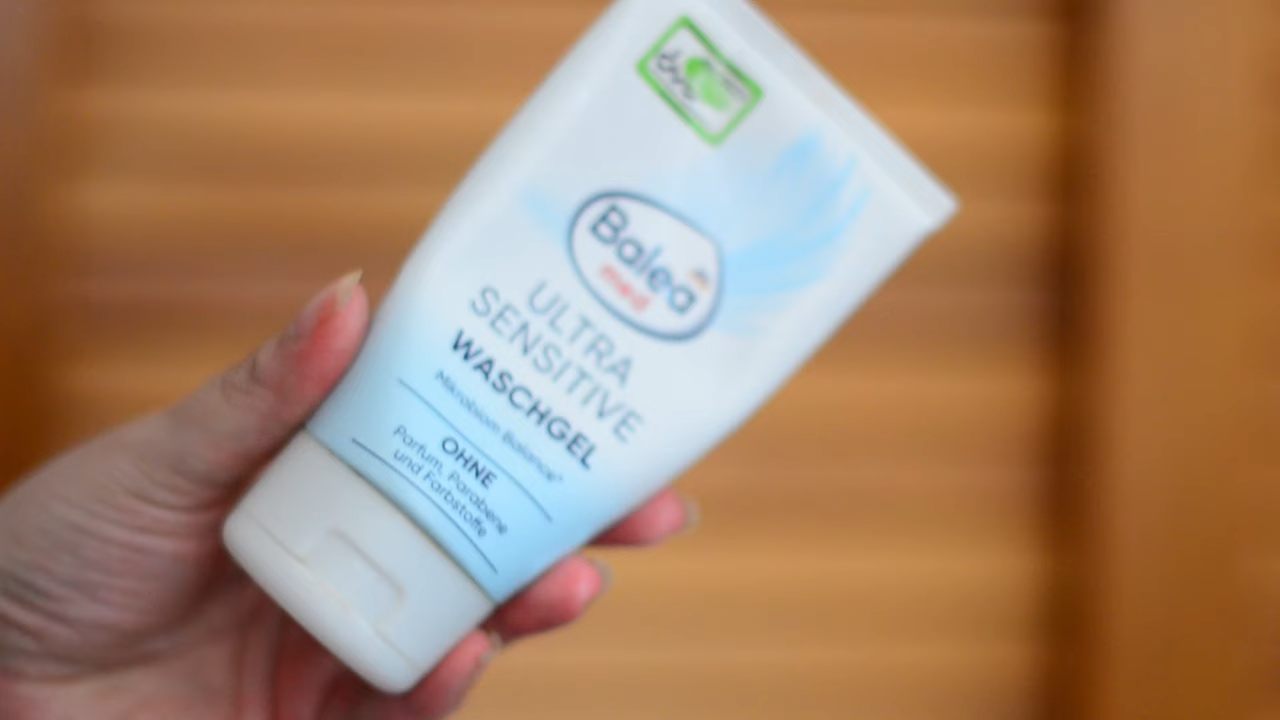 Balea
med
ULTRA
SENSITIVE
WASCHGEL
Mikrobiom Balance*
OHNE
Parfum, Parabene
und Farbstoffe